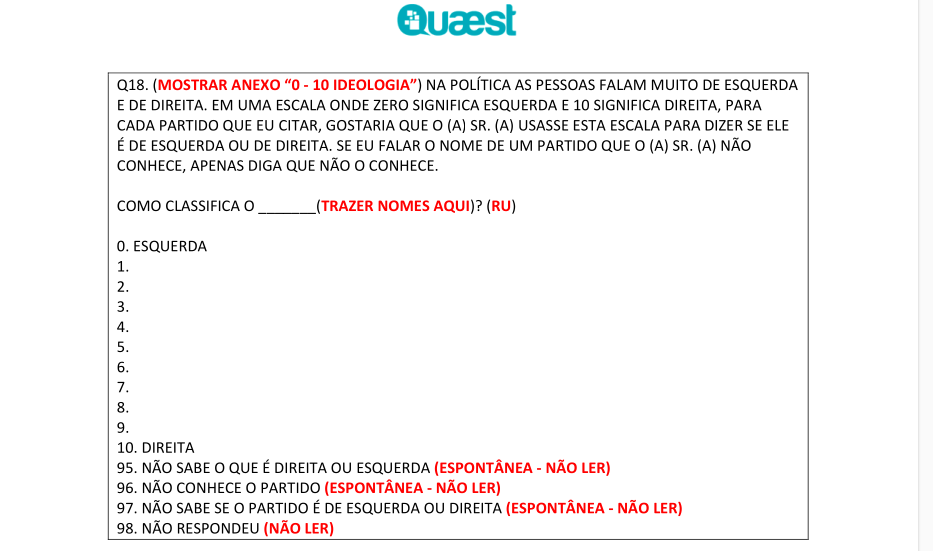 Quæst
Q18. (MOSTRAR ANEXO “0 - 10 IDEOLOGIA”) NA POLÍTICA AS PESSOAS FALAM MUITO DE ESQUERDA
E DE DIREITA. EM UMA ESCALA ONDE ZERO SIGNIFICA ESQUERDA E 10 SIGNIFICA DIREITA, PARA
CADA PARTIDO QUE EU CITAR, GOSTARIA QUE O (A) SR. (A) USASSE ESTA ESCALA PARA DIZER SE ELE
É DE ESQUERDA OU DE DIREITA. SE EU FALAR O NOME DE UM PARTIDO QUE O (A) SR. (A) NÃO
CONHECE, APENAS DIGA QUE NÃO O CONHECE.
COMO CLASSIFICA O _______(TRAZER NOMES AQUI)? (RU)
0. ESQUERDA
1.
2.
3.
4.
5.
6.
7.
8.
9.
10. DIREITA
95. NÃO SABE O QUE É DIREITA OU ESQUERDA (ESPONTÂNEA - NÃO LER)
96. NÃO CONHECE O PARTIDO (ESPONTÂNEA - NÃO LER)
97. NÃO SABE SE O PARTIDO É DE ESQUERDA OU DIREITA (ESPONTÂNEA - NÃO LER)
98. NÃO RESPONDEU (NÃO LER)